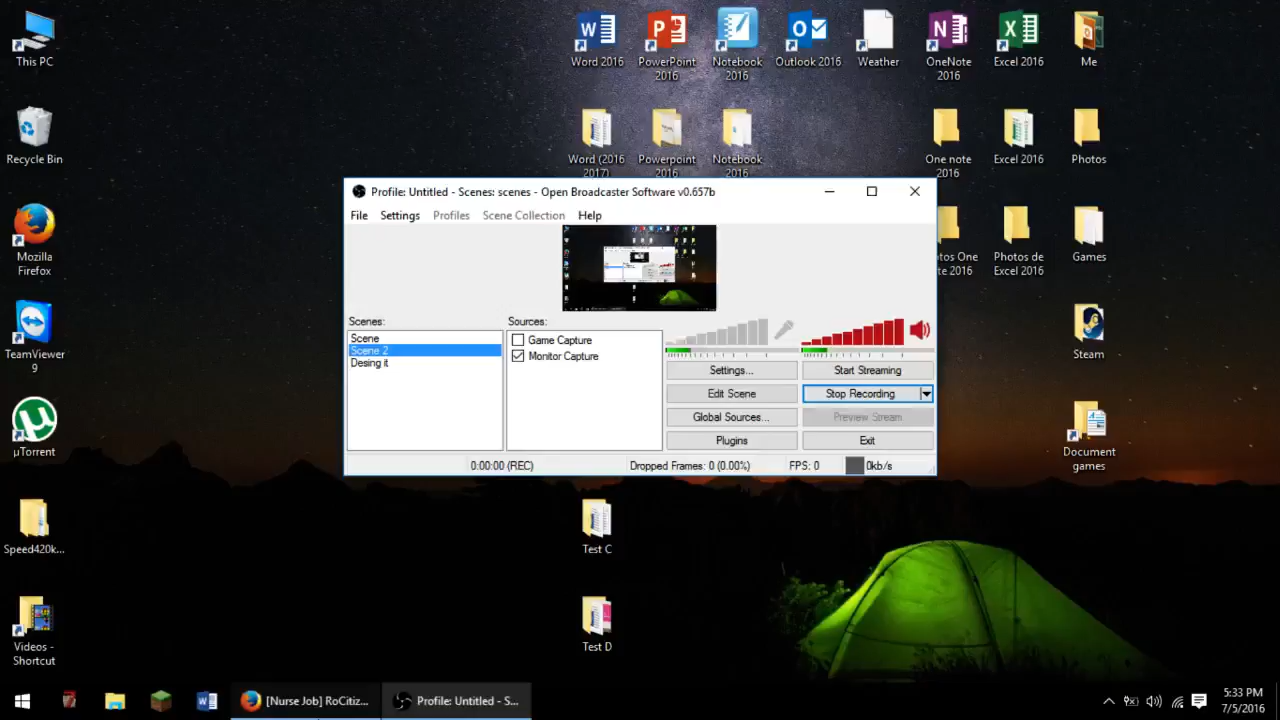 This PC
Word 2016
PowerPoint
2016
Notebook
2016
Outlook 2016
Weather
OneNote
2016
Excel 2016
Me
Recycle Bin
Word (2016
2017)
Powerpoint
2016
Notebook
2016
One note
2016
Excel 2016
Photos
Profile: Untitled - Scenes: scenes - Open Broadcaster Software v0.657b
File Settings Profiles Scene Collection Help
Mozilla
Firefox
One
2016
Photos de
Excel 2016
Games
Scenes:
Scene
Scene 2
Desing it
Sources:
Game Capture
Monitor Capture
Settings...
Start Streaming
Edit Scene
Stop Recording
Global Sources...
Preview Stream
Plugins
Exit
0:00:00 (REC)
Dropped Frames: 0 (0.00%)
FPS: 0
0kb/s
TeamViewer
9
Steam
µTorrent
Document
games
Speed420k...
Test C
Videos -
Shortcut
Test D
[Nurse Job] RoCitiz...
Profile: Untitled - S...
5:33 PM
7/5/2016